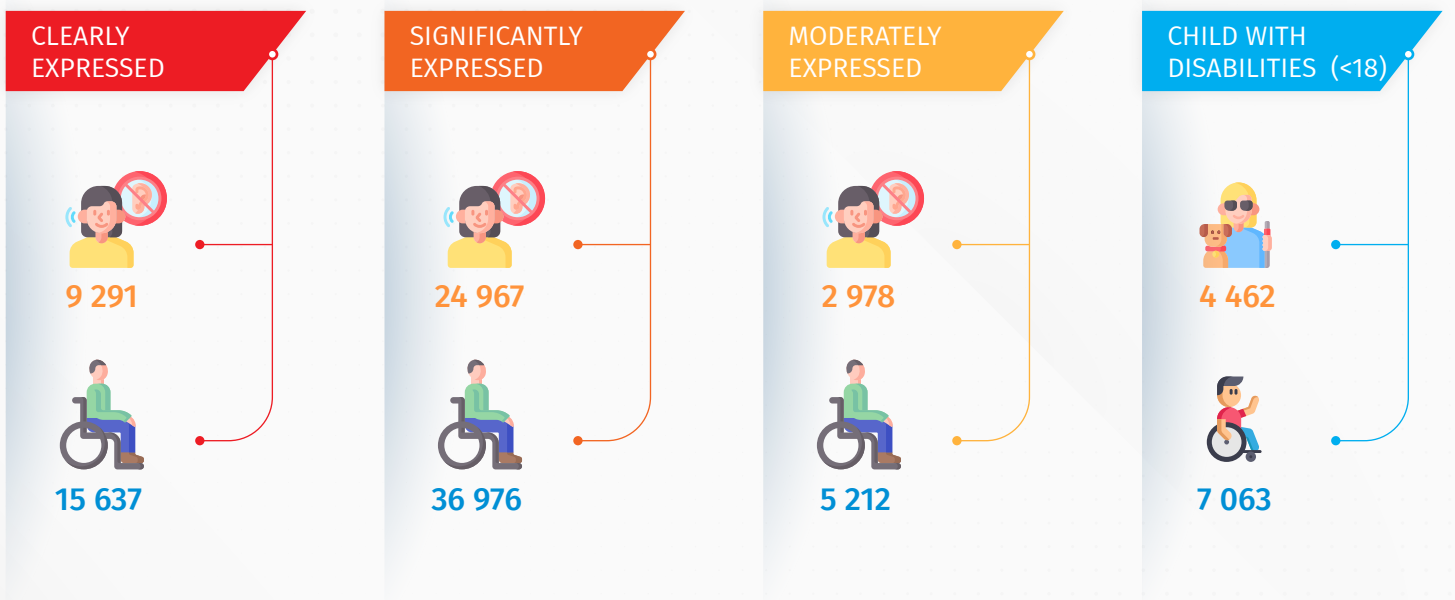 CLEARLY
EXPRESSED
9 291
15 637
SIGNIFICANTLY
EXPRESSED
24 967
36 976
MODERATELY
EXPRESSED
2 978
5 212
CHILD WITH
DISABILITIES (<18)
4 462
7 063